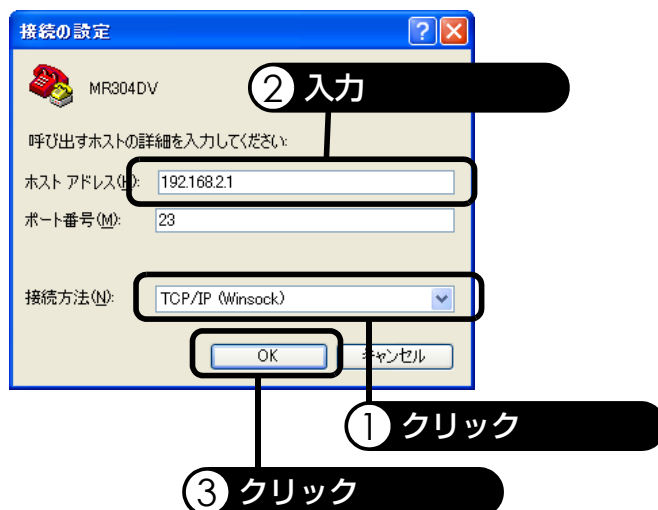 接続の設定
MR304DV
② 入力
呼び出すホストの詳細を入力してください:
ホスト アドレス(H): 192.168.2.1
ポート番号(M): 23
接続方法(N): TCP/IP (Winsock)
OK キャンセル
① クリック
③ クリック